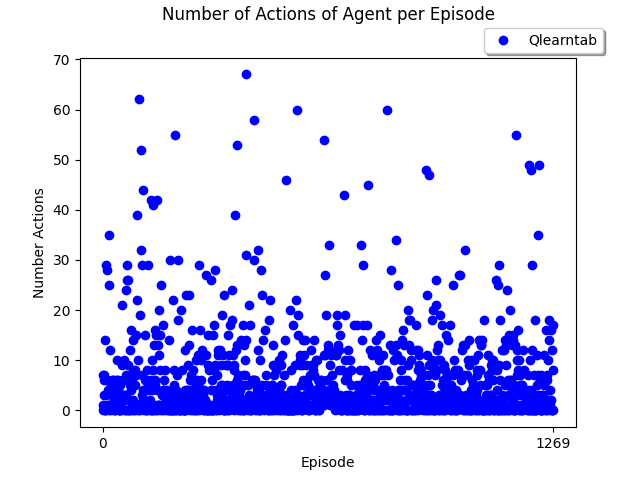 Number of Actions of Agent per Episode
Qlearntab
70
60
50
40
30
20
10
0
Number Actions
0 1269
Episode